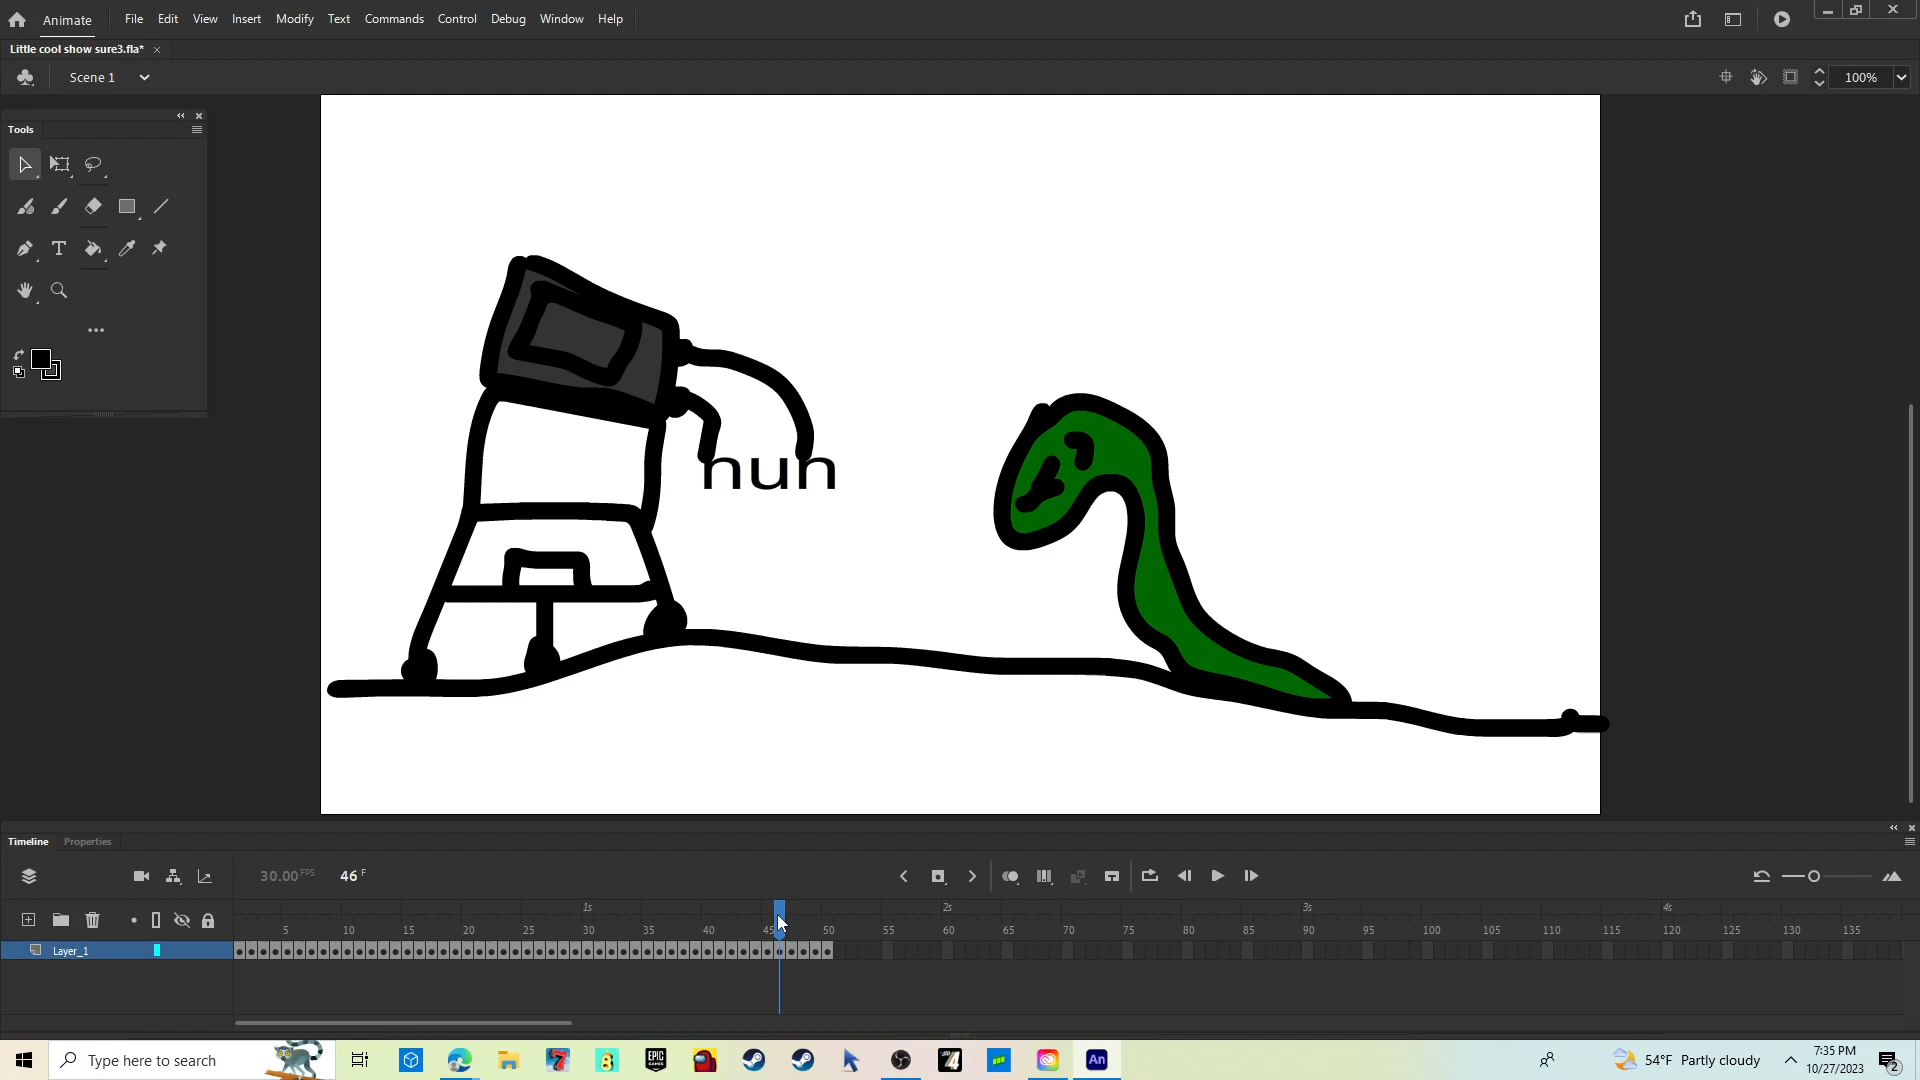 Animate File Edit View Insert Modify Text Commands Control Debug Window Help
Little cool show sure3.fla*
Scene 1 100%
Tools
nun
Timeline Properties
30.00 FPS 46 F
1s 2s 3s 4s
5 10 15 20 25 30 35 40 45 50 55 60 65 70 75 80 85 90 95 100 105 110 115 120 125 130 135
Layer_1
Type here to search
An
54°F Partly cloudy
7:35 PM
10/27/2023
2